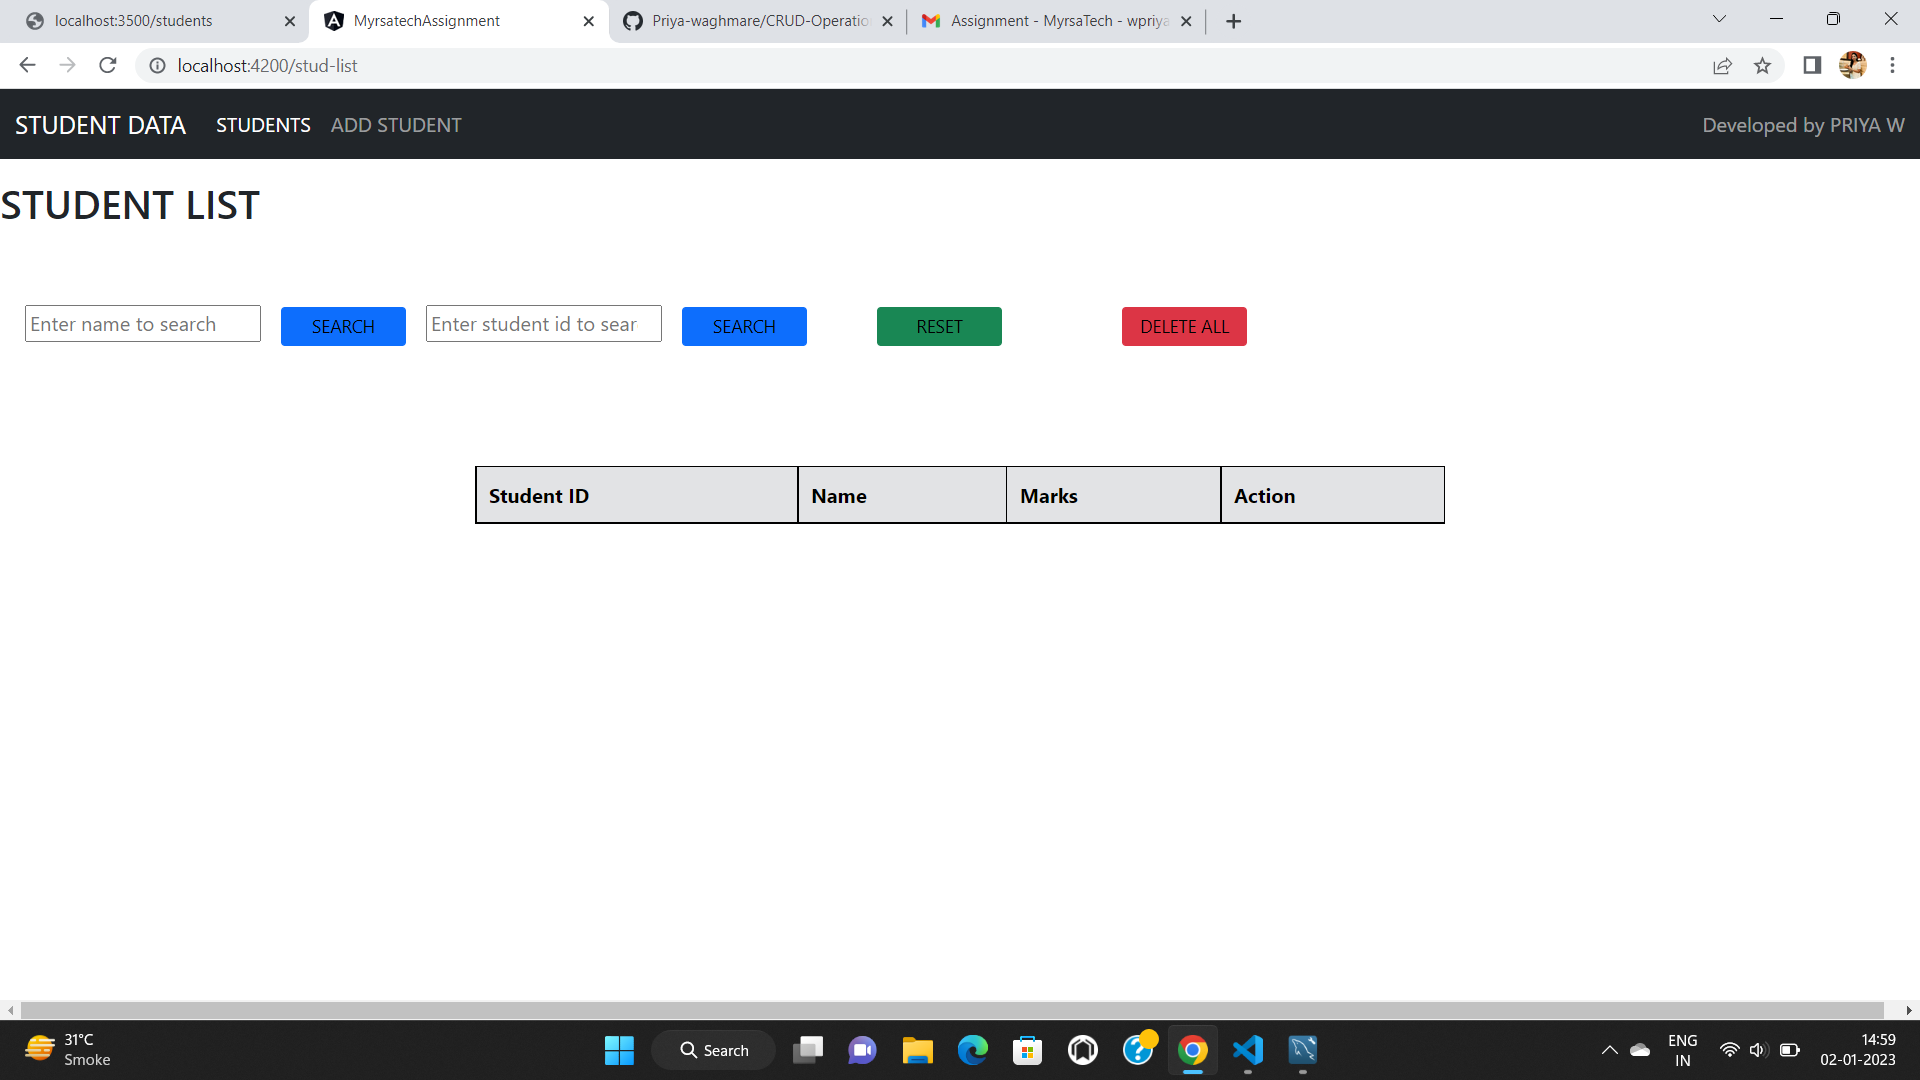 localhost:3500/students
MyrsatechAssignment
Priya-waghmare/CRUD-Operatio
Assignment - MyrsaTech - wpriya
localhost:4200/stud-list
STUDENT DATA STUDENTS ADD STUDENT Developed by PRIYA W
STUDENT LIST
Enter name to search SEARCH Enter student id to sear SEARCH RESET DELETE ALL
Student ID Name Marks Action
31°C
Smoke
Search
ENG
IN
14:59
02-01-2023